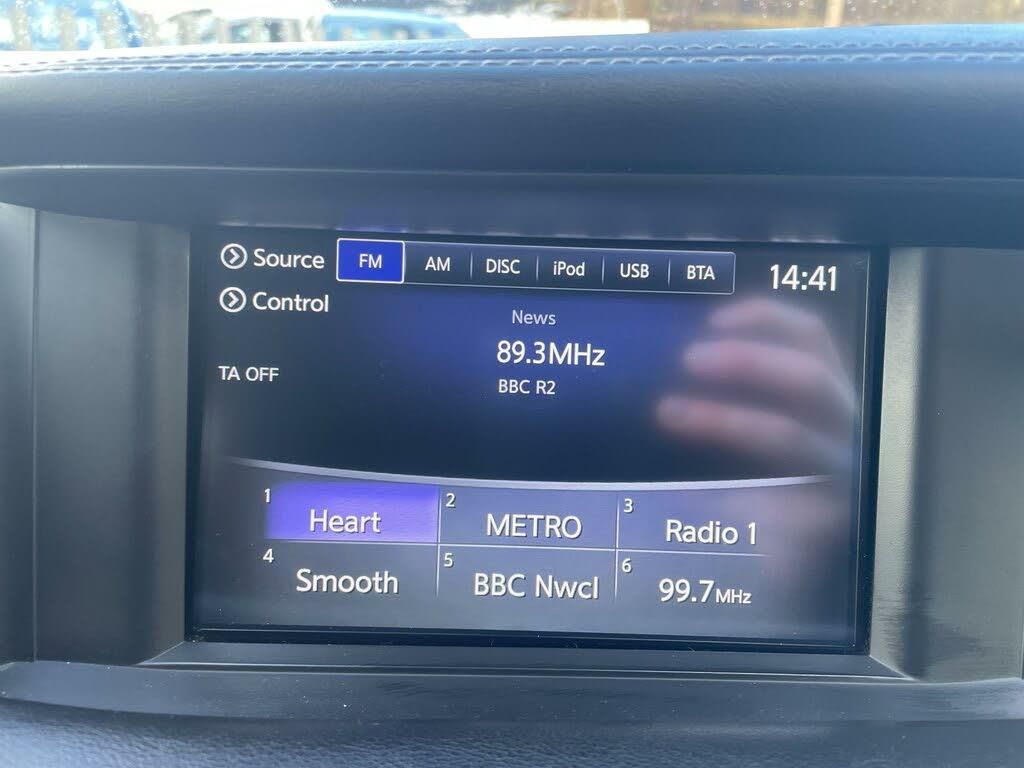 Source FM AM DISC iPod USB BTA 14:41
Control
News
89.3MHz
TA OFF
BBC R2
1 Heart 2 METRO 3 Radio 1
4 Smooth 5 BBC Nwcl 6 99.7MHz